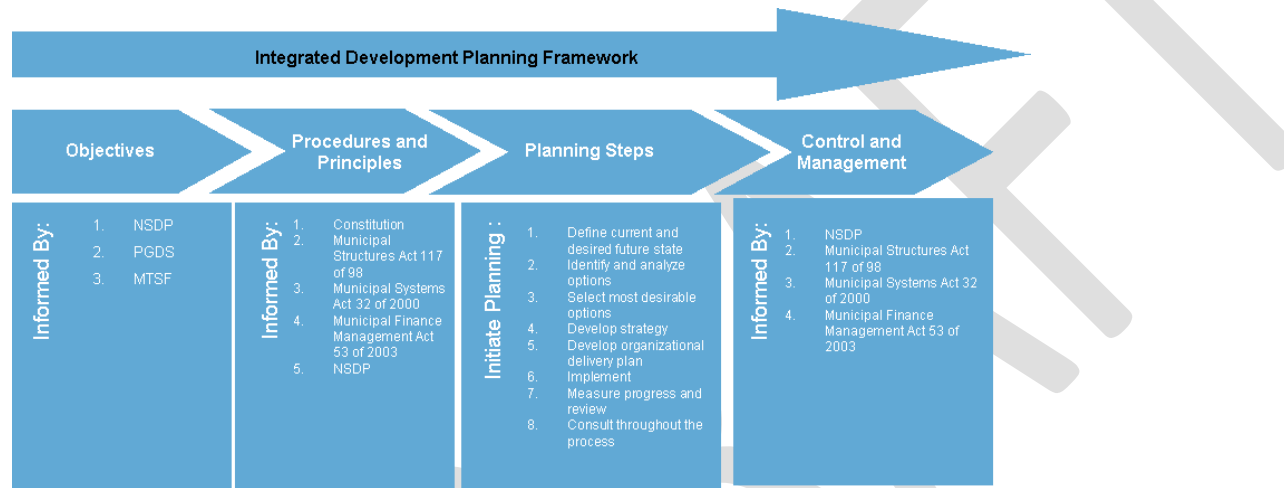 Integrated Development Planning Framework
Objectives
Procedures and
Principles
Planning Steps
Control and
Management
Informed By:
1. NSDP
2. PGDS
3. MTSF
Informed By:
1. Constitution
2. Municipal
Structures Act 117
of 98
3. Municipal Systems
Act 32 of 2000
4. Municipal Finance
Management Act
53 of 2003
5. NSDP
Initiate Planning :
1. Define current and
desired future state
2. Identify and analyze
options
3. Select most desirable
options
4. Develop strategy
5. Develop organizational
delivery plan
6. Implement
7. Measure progress and
review
8. Consult throughout the
process
Informed By:
1. NSDP
2. Municipal Structures Act
117 of 98
3. Municipal Systems Act 32
of 2000
4. Municipal Finance
Management Act 53 of
2003